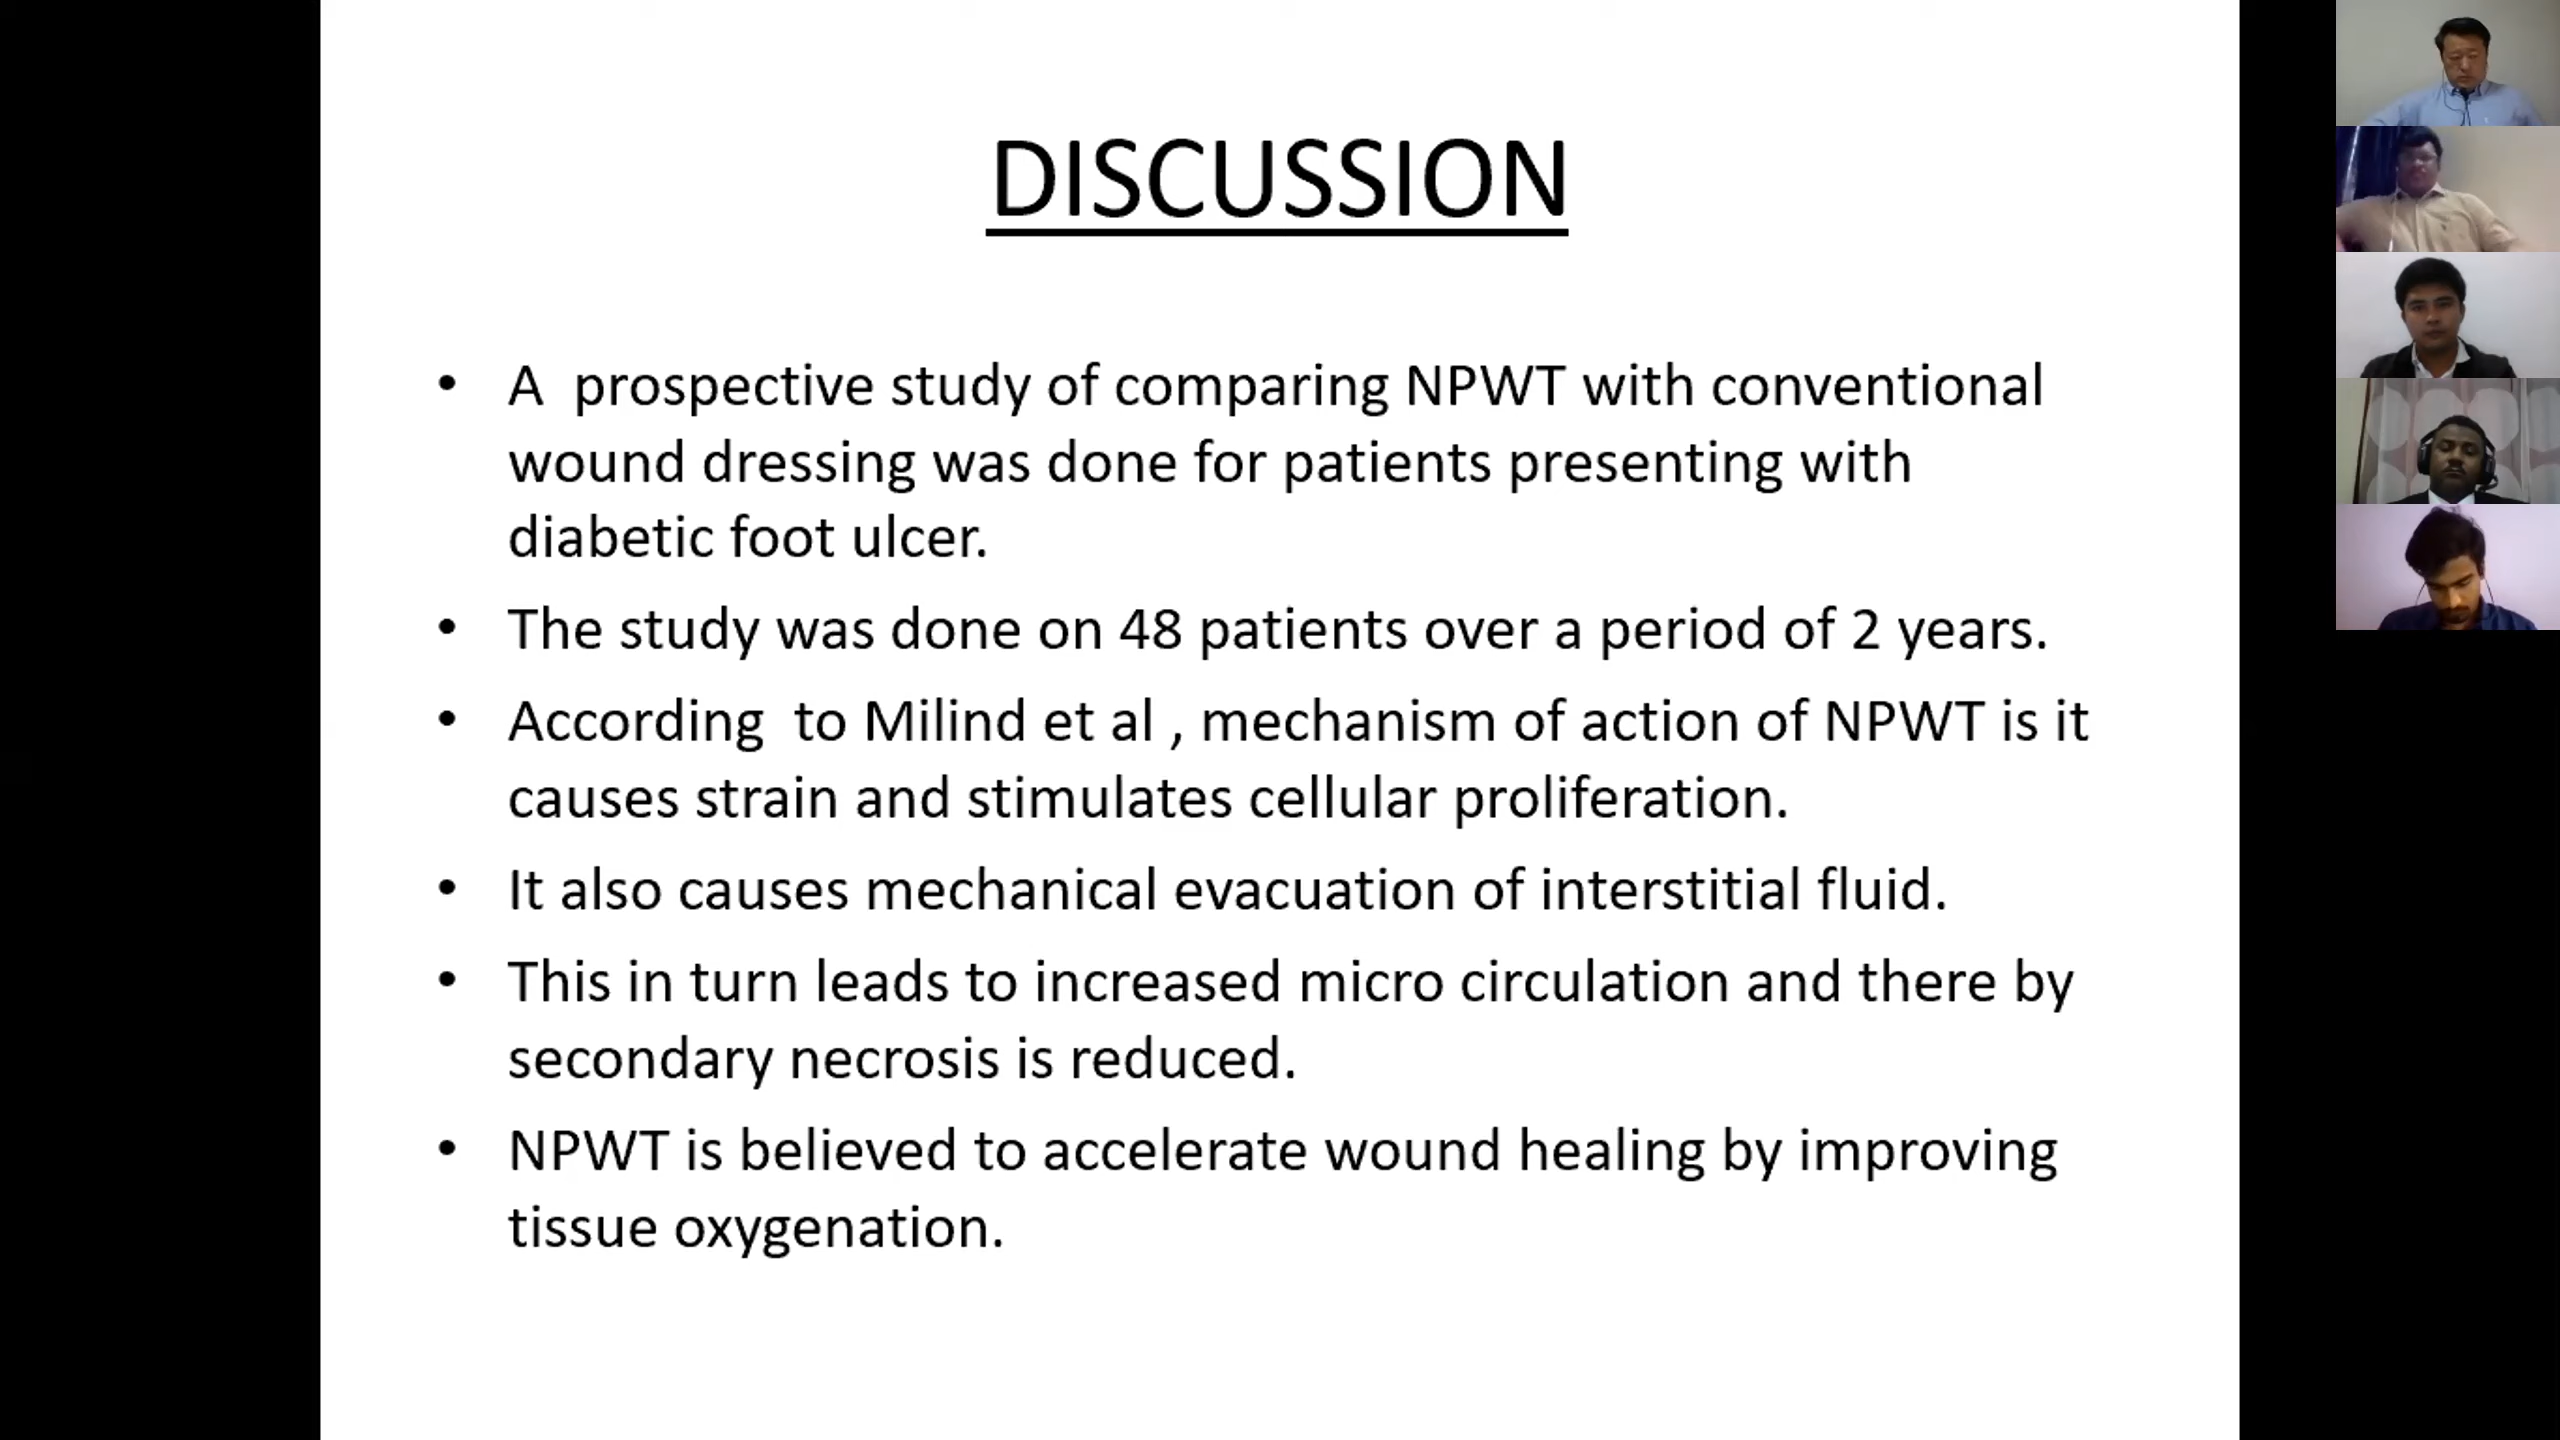 DISCUSSION
• A  prospective study of comparing NPWT with conventional
wound dressing was done for patients presenting with
diabetic foot ulcer.
• The study was done on 48 patients over a period of 2 years.
• According  to Milind et al , mechanism of action of NPWT is it
causes strain and stimulates cellular proliferation.
• It also causes mechanical evacuation of interstitial fluid.
• This in turn leads to increased micro circulation and there by
secondary necrosis is reduced.
• NPWT is believed to accelerate wound healing by improving
tissue oxygenation.